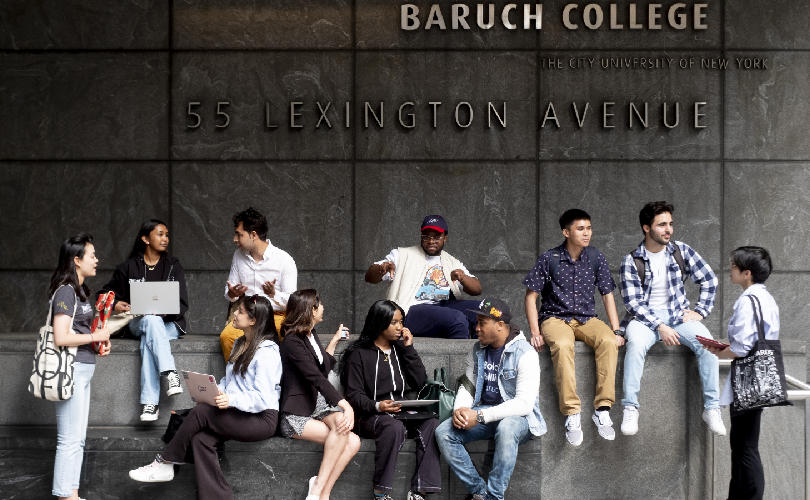 BARUCH COLLEGE
THE CITY UNIVERSITY OF NEW YORK
55 LEXINGTON AVENUE